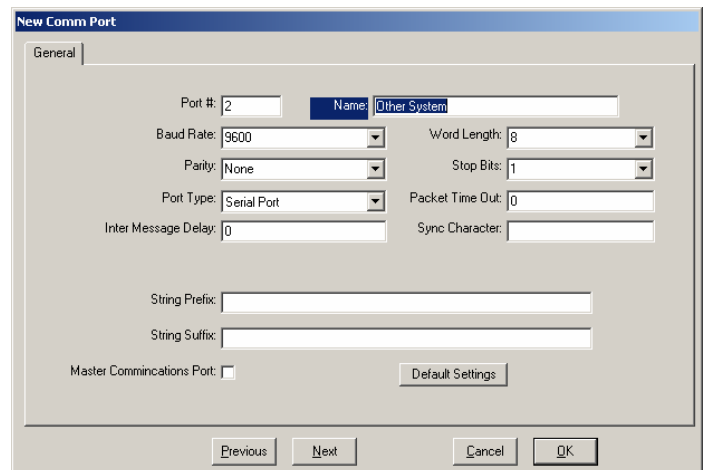 New Comm Port
General
Port #: 2 Name: Other System
Baud Rate: 9600 Word Length: 8
Parity: None Stop Bits: 1
Port Type: Serial Port Packet Time Out: 0
Inter Message Delay: 0 Sync Character:
String Prefix:
String Suffix:
Master Commincations Port: Default Settings
Previous Next Cancel OK